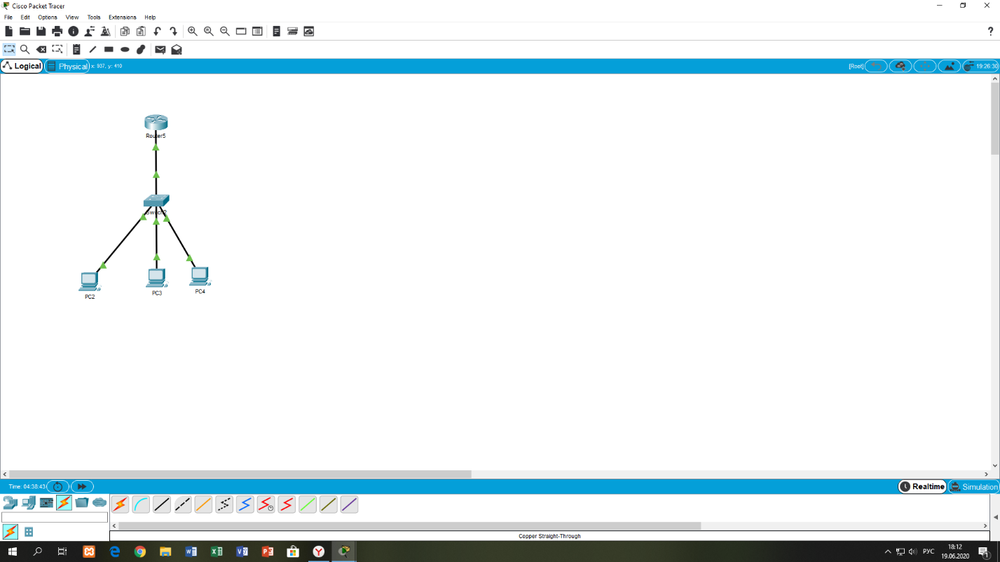 Cisco Packet Tracer
File Edit Options View Tools Extensions Help
?
Logical Physical x: 937, y: 410 [Root] 19:26:30
Router5
Switch2
PC2
PC3
PC4
Time: 04:38:43 Realtime Simulation
Copper Straight-Through
18:12
РУС
19.06.2020
1